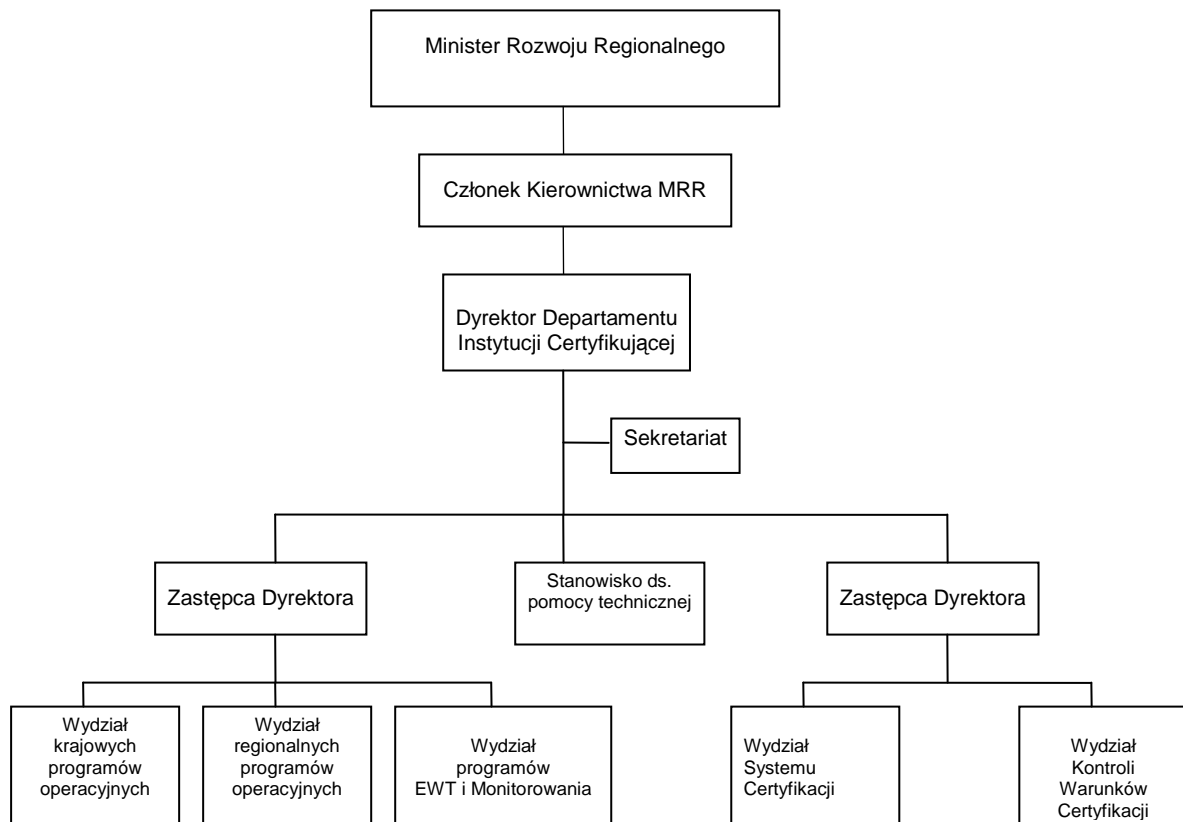 Minister Rozwoju Regionalnego
Członek Kierownictwa MRR
Dyrektor Departamentu
Instytucji Certyfikującej
Sekretariat
Zastępca Dyrektora
Stanowisko ds.
pomocy technicznej
Zastępca Dyrektora
Wydział
krajowych
programów
operacyjnych
Wydział
regionalnych
programów
operacyjnych
Wydział
programów
EWT i Monitorowania
Wydział
Systemu
Certyfikacji
Wydział
Kontroli
Warunków
Certyfikacji